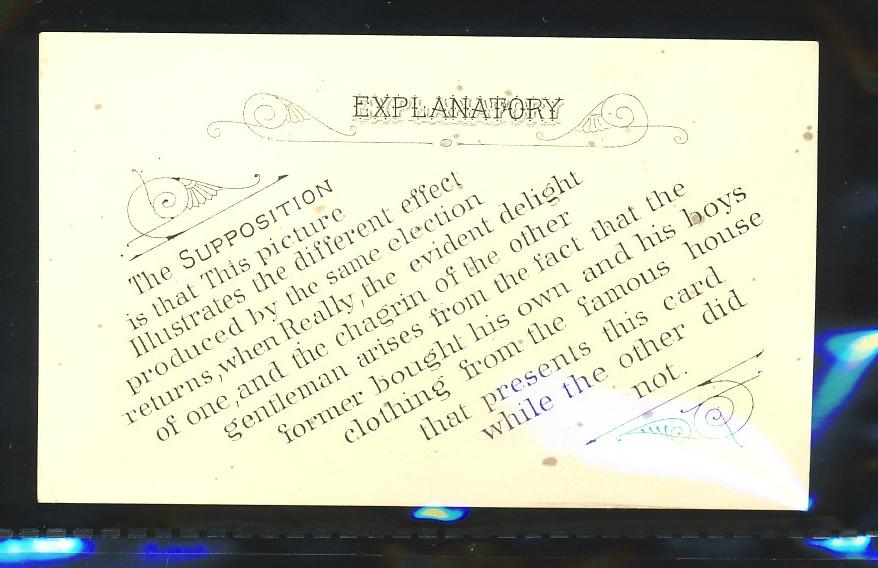 EXPLANATORY
The SUPPOSITION
is that This picture
Illustrates the different effect
produced by the same election
returns, when Really, the evident delight
of one, and the chagrin of the other
gentleman arises from the fact that the
former bought his own and his boys
clothing from the famous house
that presents this card
while the other did
not.